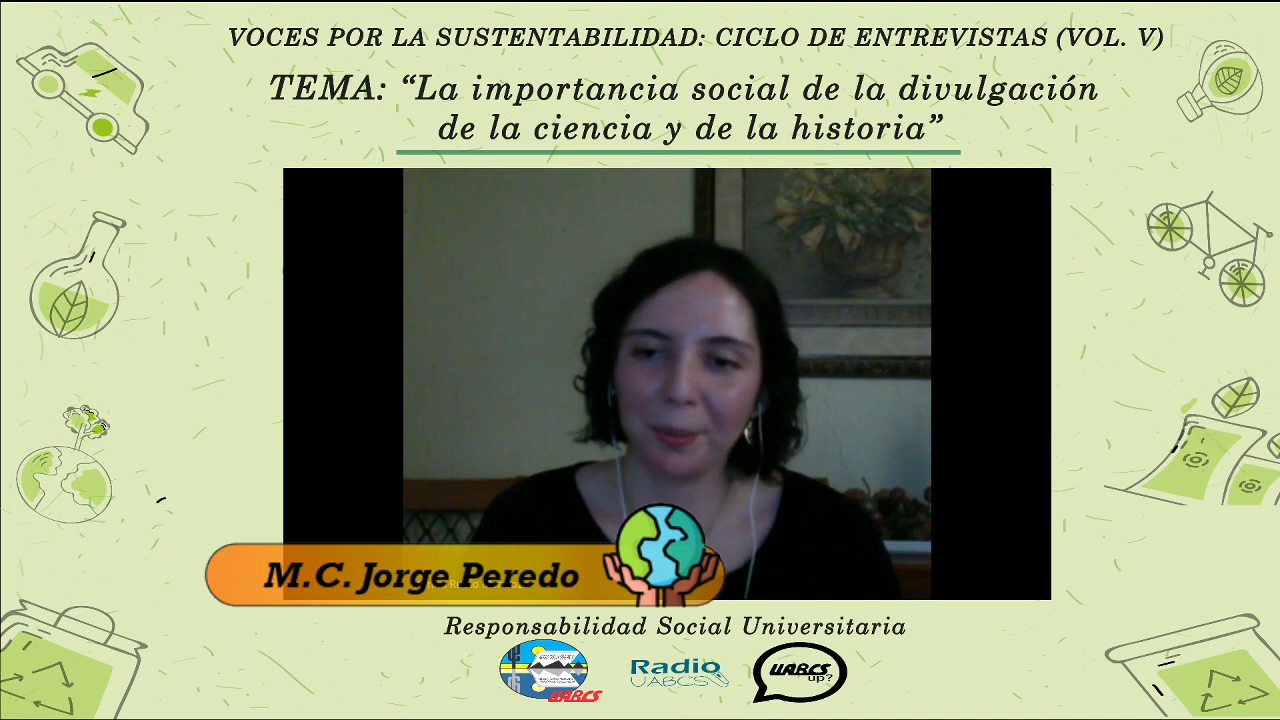 VOCES POR LA SUSTENTABILIDAD: CICLO DE ENTREVISTAS (VOL. V)
TEMA: “La importancia social de la divulgación
de la ciencia y de la historia”
M.C. Jorge Peredo
Responsabilidad Social Universitaria
UABCS
Radio
UABCS
UABCS
up?